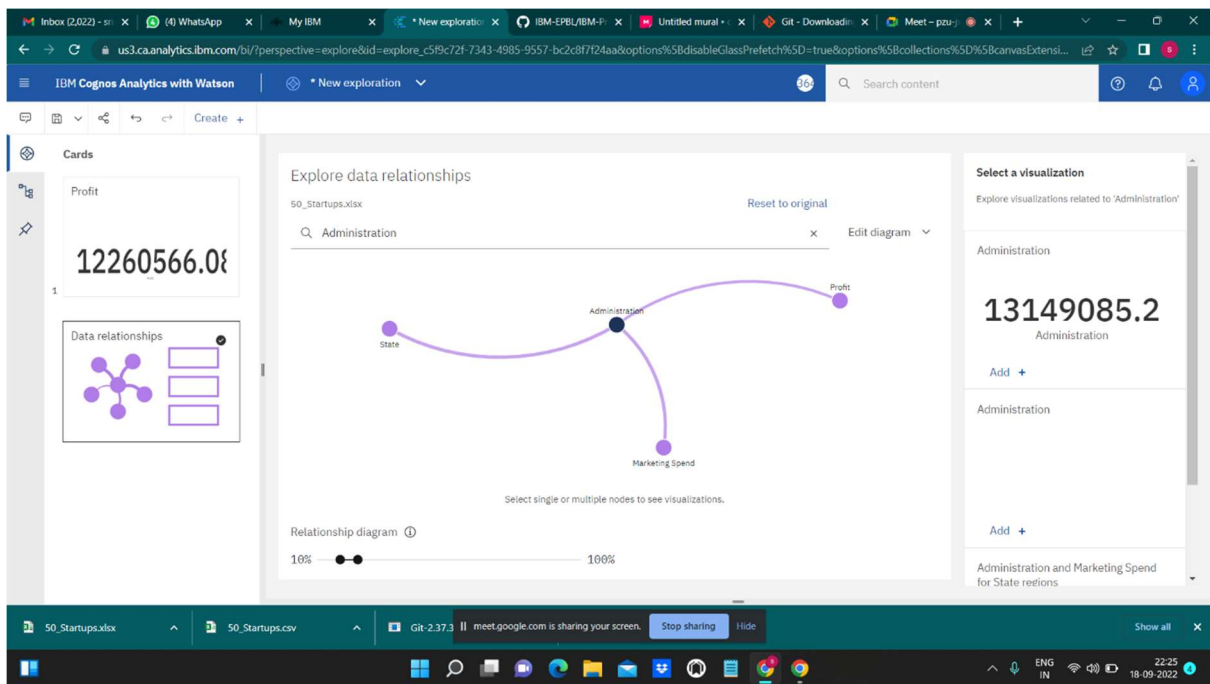 Inbox (2,022) - sn
(4) WhatsApp
My IBM
* New exploration
IBM-EPBL/IBM-Pr
Untitled mural •
Git - Downloadin
Meet – pzu-j
us3.ca.analytics.ibm.com/bi/?perspective=explore&id=explore_c5f9c72f-7343-4985-9557-bc2c8f7f24aa&options%5BdisableGlassPrefetch%5D=true&options%5Bcollections%5D%5BcanvasExtensi...
S
IBM Cognos Analytics with Watson
* New exploration
364
Search content
Create +
Cards
Profit
12260566.08
1
Data relationships
Explore data relationships
50_Startups.xlsx
Reset to original
Administration
Edit diagram
Administration
Profit
State
Marketing Spend
Select single or multiple nodes to see visualizations.
Relationship diagram
10%
100%
Select a visualization
Explore visualizations related to 'Administration'
Administration
13149085.2
Administration
Add +
Administration
Add +
Administration and Marketing Spend
for State regions
50_Startups.xlsx
50_Startups.csv
Git-2.37.3
meet.google.com is sharing your screen.
Stop sharing
Hide
Show all
ENG
IN
22:25
18-09-2022
4